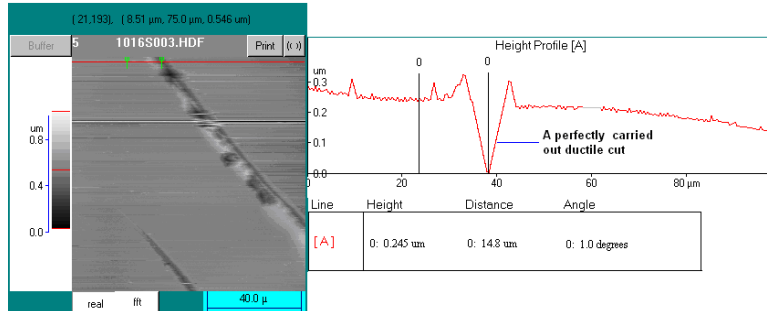 ( 21,193), ( 8.51 µm, 75.0 µm, 0.546 um)
Buffer
5 1016S003.HDF
Print
( )
um
0.8
0.4
0.0
real
fft
40.0 µ
Height Profile [A]
0 0
um
0.3
0.2
0.1
0.0
A perfectly carried
out ductile cut
20 40 60 80 µm
Line Height Distance Angle
[A] 0: 0.245 um 0: 14.8 um 0: 1.0 degrees